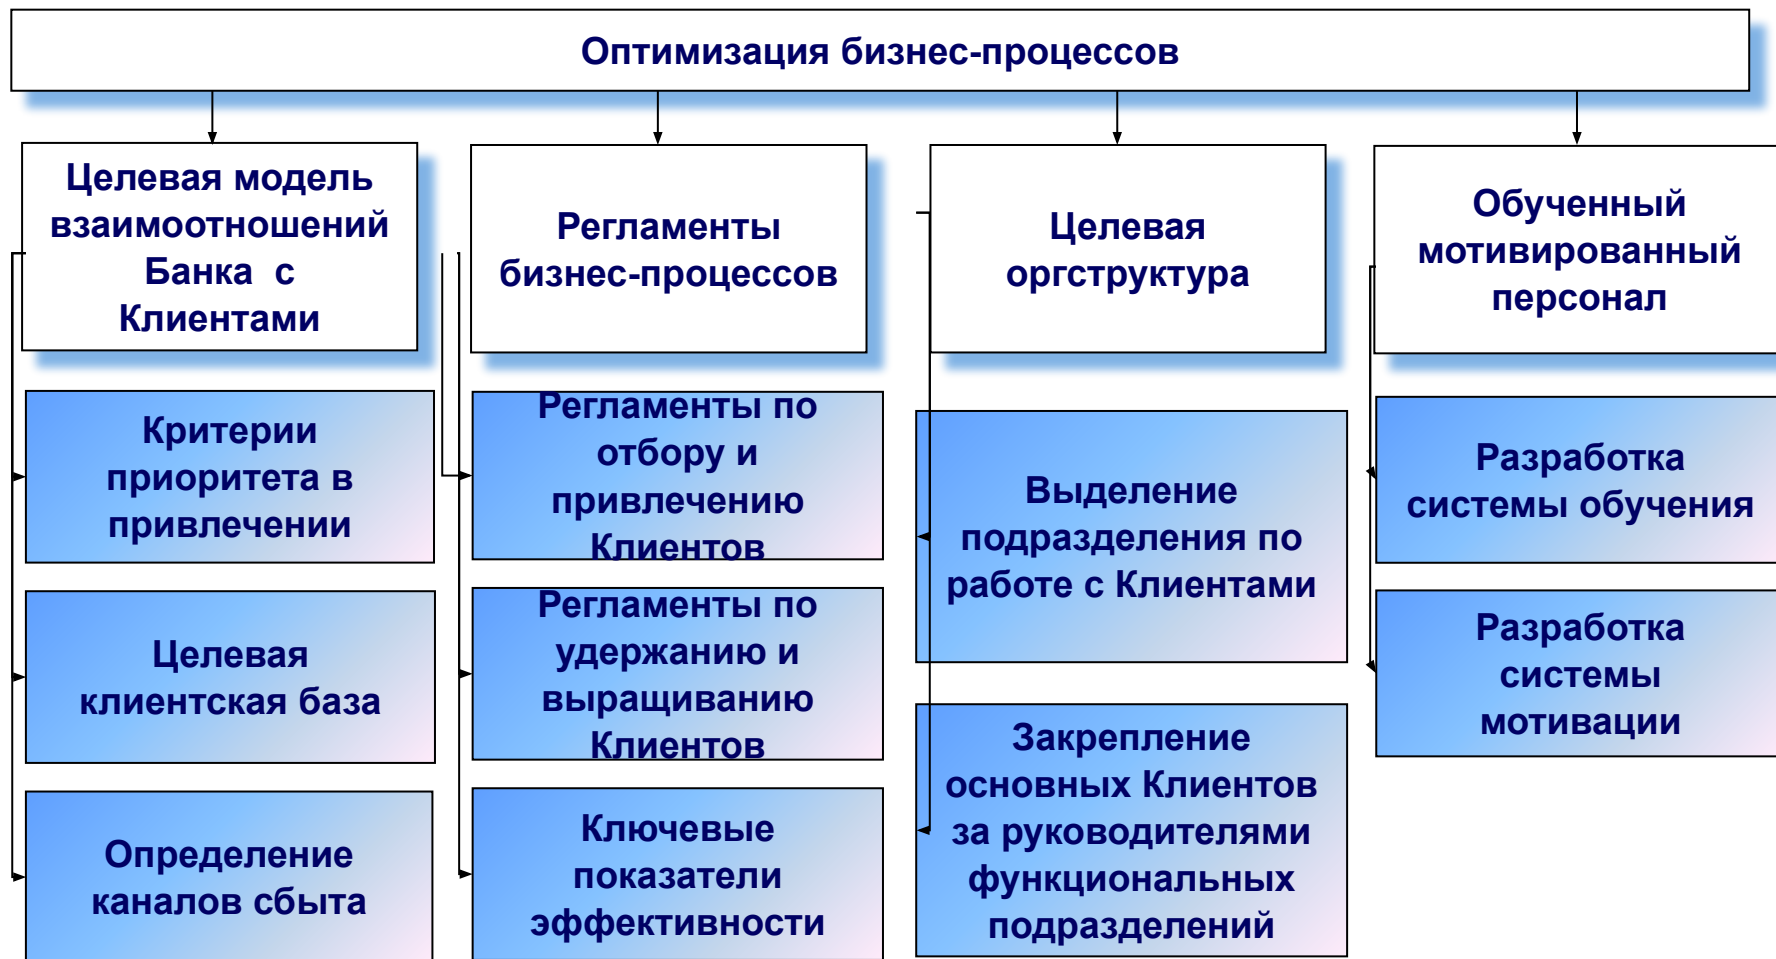 Оптимизация бизнес-процессов
Целевая модель
взаимоотношений
Банка с
Клиентами
Критерии
приоритета в
привлечении
Целевая
клиентская база
Определение
каналов сбыта
Регламенты
бизнес-процессов
Регламенты по
отбору и
привлечению
Клиентов
Регламенты по
удержанию и
выращиванию
Клиентов
Ключевые
показатели
эффективности
Целевая
оргструктура
Выделение
подразделения по
работе с Клиентами
Закрепление
основных Клиентов
за руководителями
функциональных
подразделений
Обученный
мотивированный
персонал
Разработка
системы обучения
Разработка
системы
мотивации